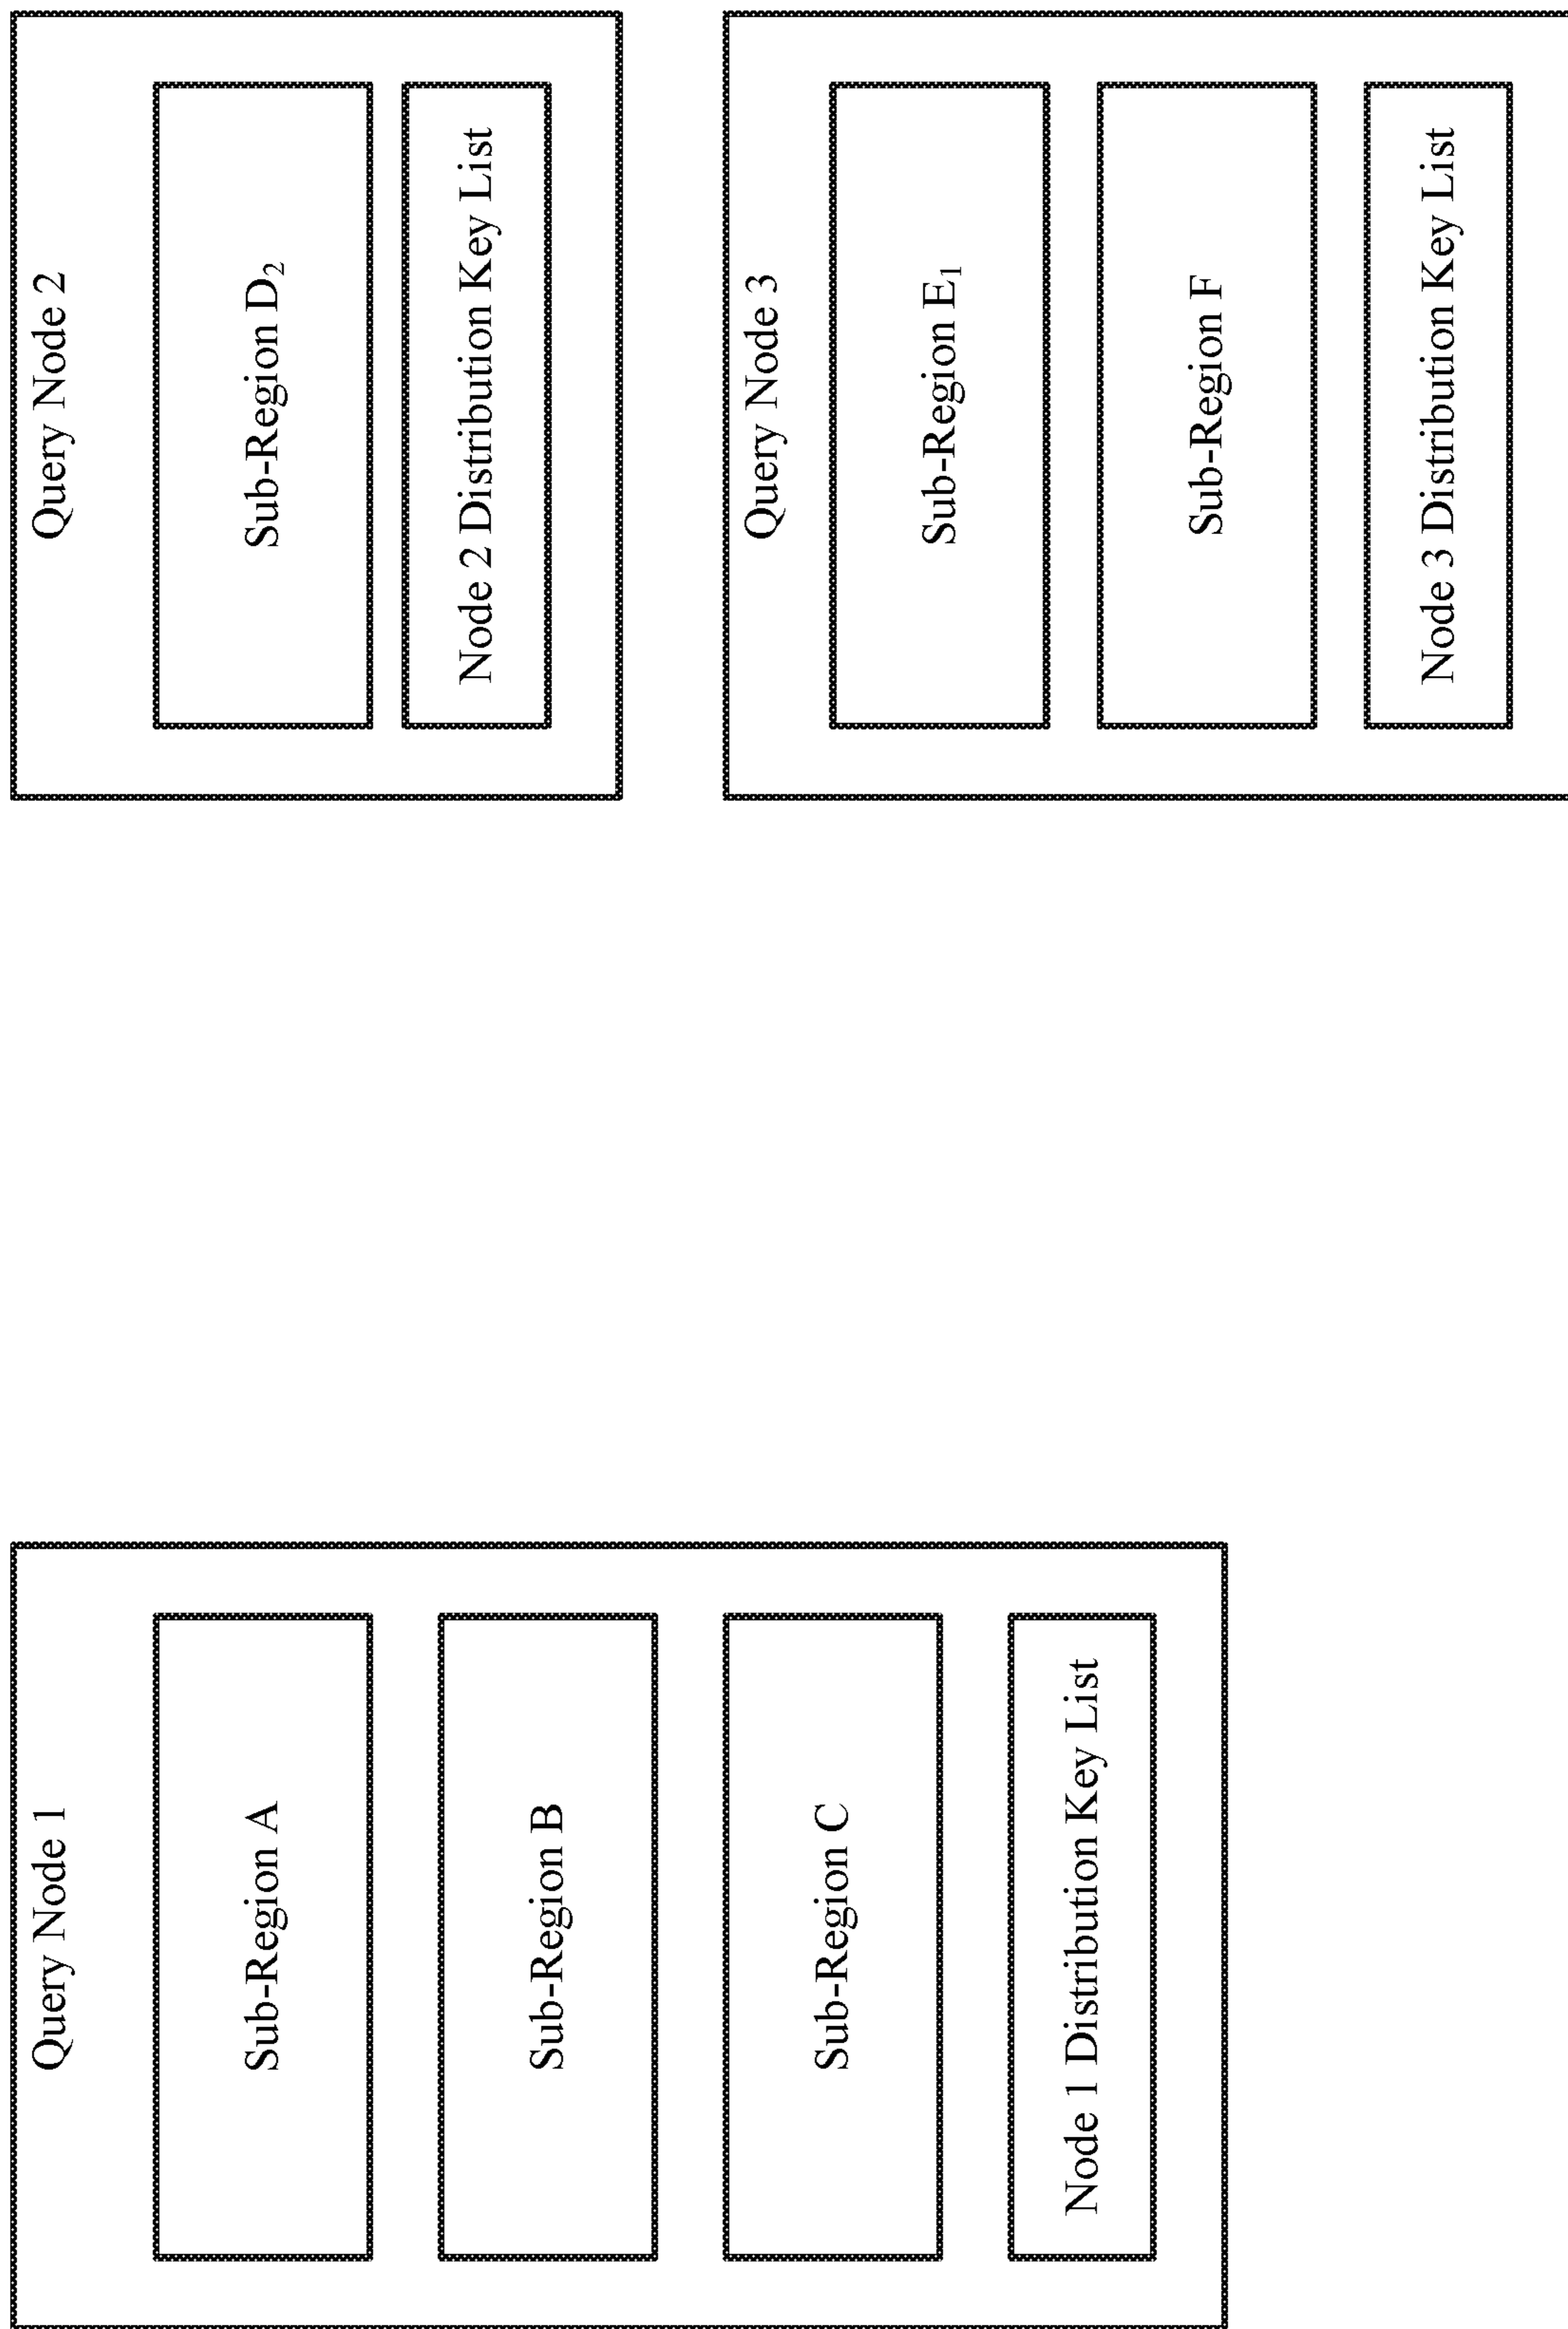 Query Node 1
Sub-Region A
Sub-Region B
Sub-Region C
Node 1 Distribution Key List
Query Node 2
Sub-Region D₂
Node 2 Distribution Key List
Query Node 3
Sub-Region E₁
Sub-Region F
Node 3 Distribution Key List